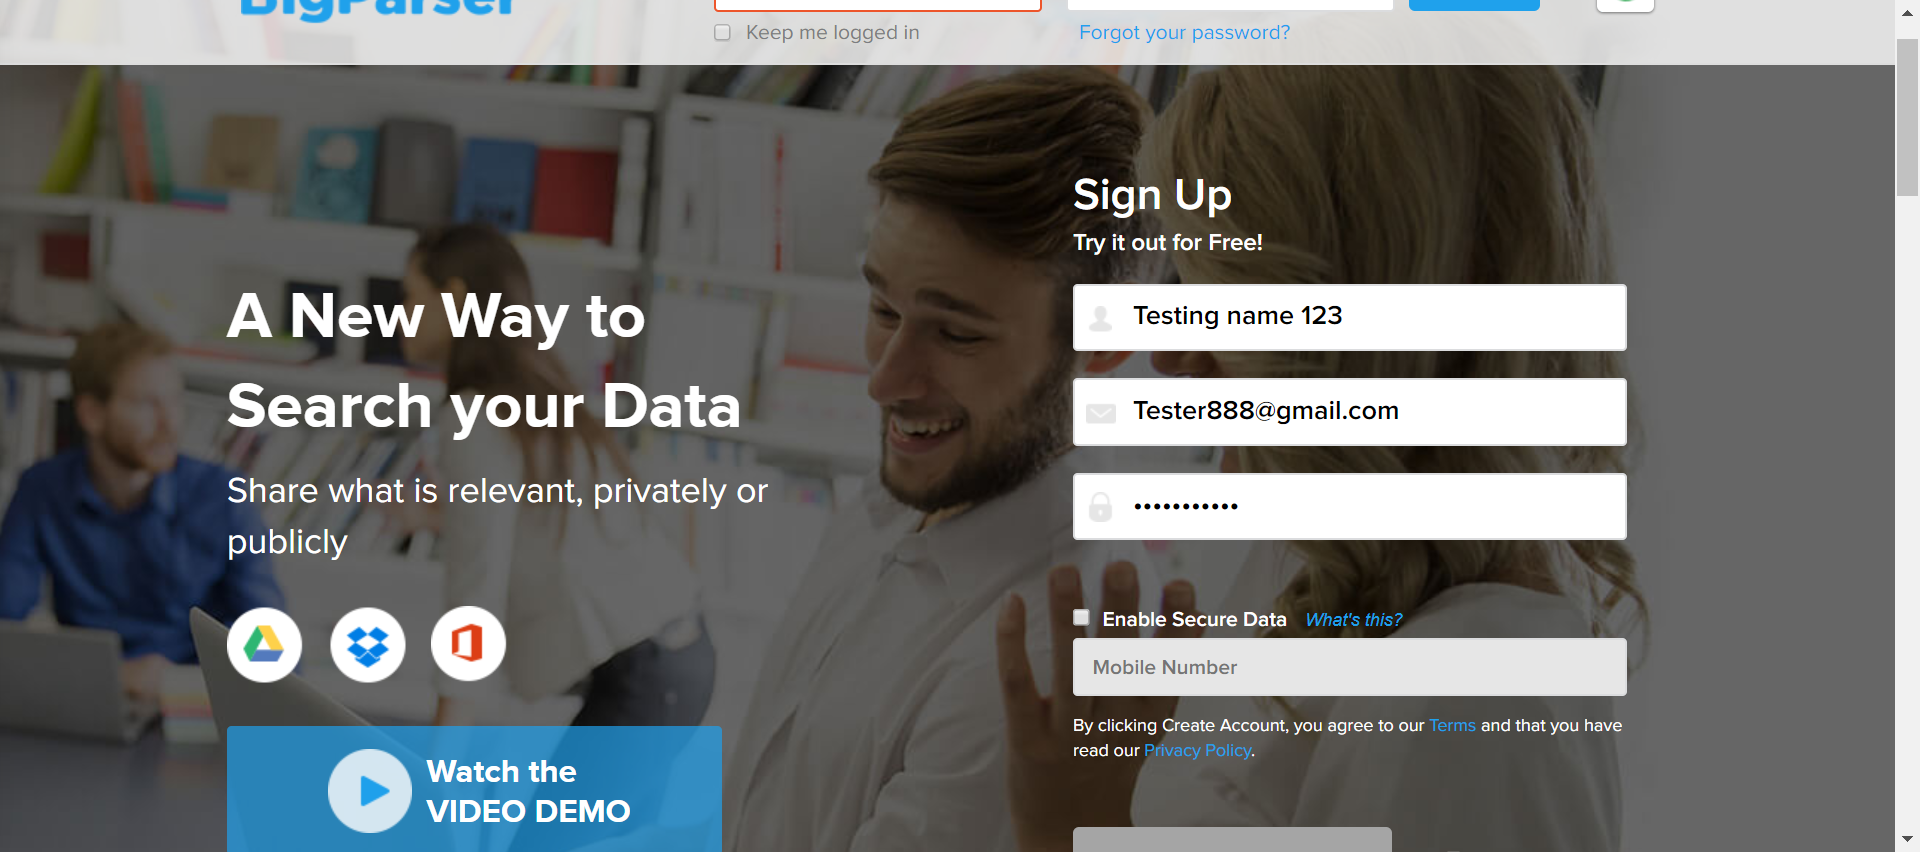 BigParser
Keep me logged in
Forgot your password?
Sign Up
Try it out for Free!
Testing name 123
A New Way to
Search your Data
Tester888@gmail.com
Share what is relevant, privately or
publicly
•••••••••••
Enable Secure Data What's this?
Mobile Number
By clicking Create Account, you agree to our Terms and that you have
read our Privacy Policy.
Watch the
VIDEO DEMO